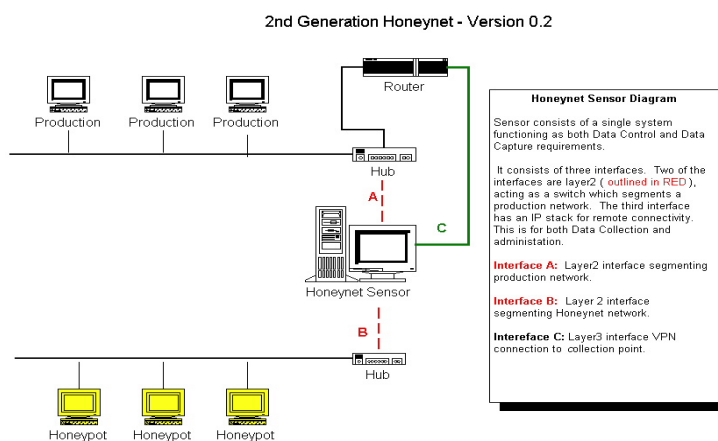 2nd Generation Honeynet - Version 0.2
Production
Production
Production
Router
Hub
A
C
Honeynet Sensor
B
Hub
Honeypot
Honeypot
Honeypot
Honeynet Sensor Diagram
Sensor consists of a single system
functioning as both Data Control and Data
Capture requirements.
It consists of three interfaces. Two of the
interfaces are layer2 ( outlined in RED ),
acting as a switch which segments a
production network. The third interface
has an IP stack for remote connectivity.
This is for both Data Collection and
administation.
Interface A: Layer2 interface segmenting
production network.
Interface B: Layer 2 interface
segmenting Honeynet network.
Intereface C: Layer3 interface VPN
connection to collection point.